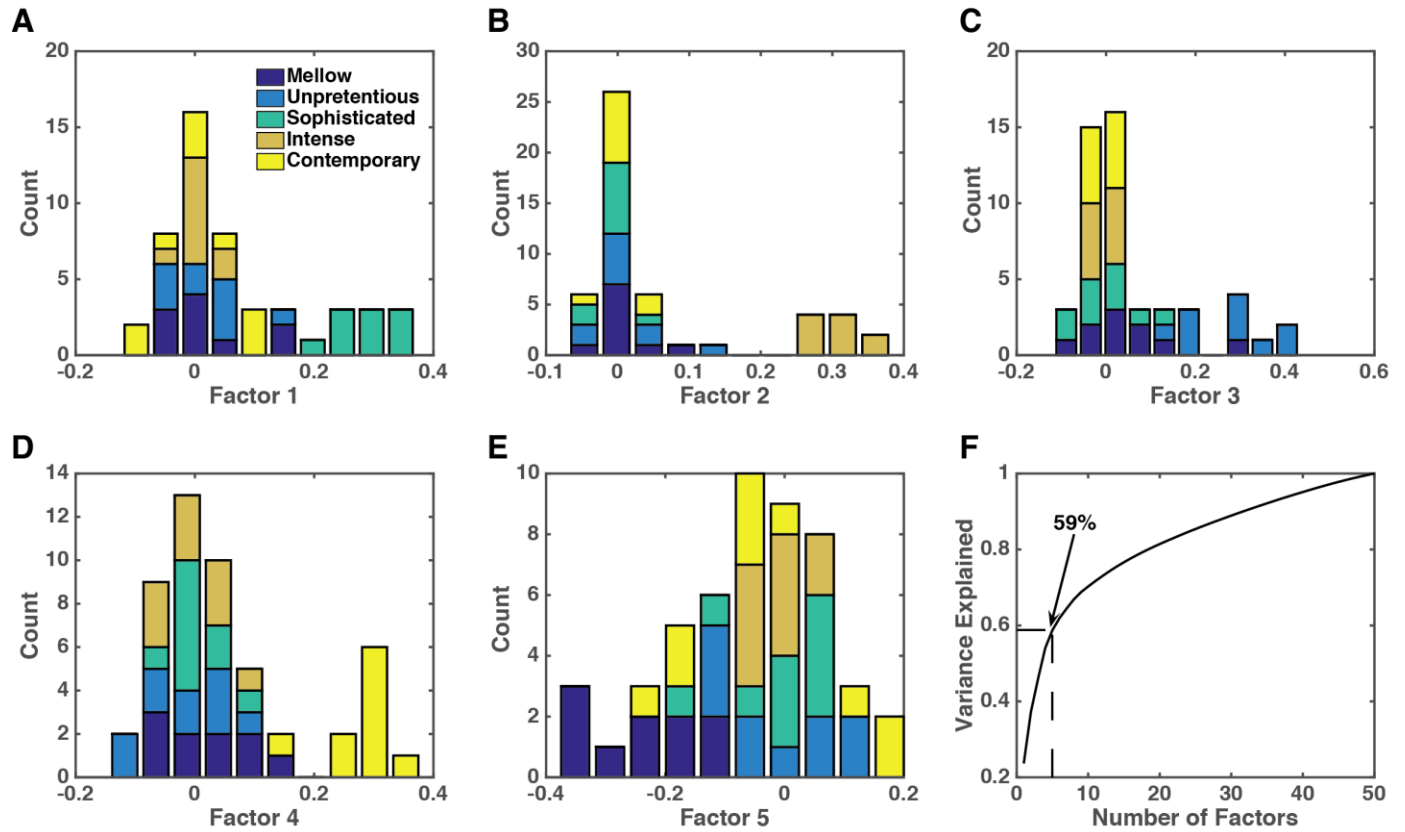 A
20
15
10
5
0
Count
-0.2
0
0.2
0.4
Factor 1
Mellow
Unpretentious
Sophisticated
Intense
Contemporary
B
30
25
20
15
10
5
0
Count
-0.1
0
0.1
0.2
0.3
0.4
Factor 2
C
20
15
10
5
0
Count
-0.2
0
0.2
0.4
0.6
Factor 3
D
14
12
10
8
6
4
2
0
Count
-0.2
0
0.2
0.4
Factor 4
E
10
8
6
4
2
0
Count
-0.4
-0.2
0
0.2
Factor 5
F
1
0.8
0.6
0.4
0.2
Variance Explained
59%
0
10
20
30
40
50
Number of Factors